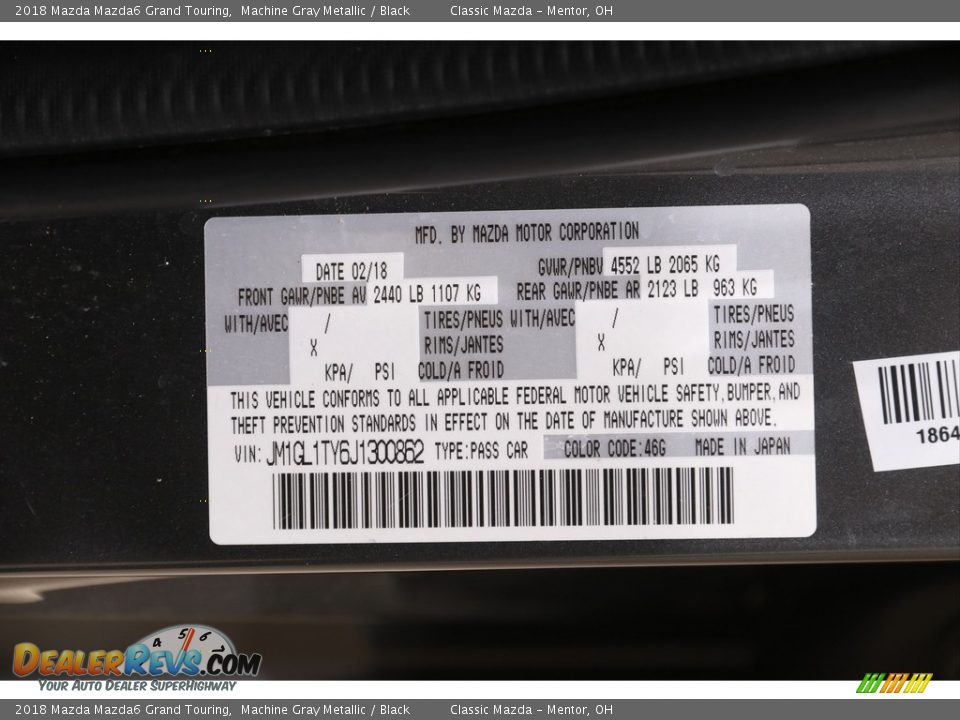 2018 Mazda Mazda6 Grand Touring, Machine Gray Metallic / Black Classic Mazda - Mentor, OH
MFD. BY MAZDA MOTOR CORPORATION
DATE 02/18 GVWR/PNBV 4552 LB 2065 KG
FRONT GAWR/PNBE AV 2440 LB 1107 KG REAR GAWR/PNBE AR 2123 LB 963 KG
WITH/AVEC / TIRES/PNEUS WITH/AVEC / TIRES/PNEUS
X RIMS/JANTES X RIMS/JANTES
KPA/ PSI COLD/A FROID KPA/ PSI COLD/A FROID
THIS VEHICLE CONFORMS TO ALL APPLICABLE FEDERAL MOTOR VEHICLE SAFETY, BUMPER, AND
THEFT PREVENTION STANDARDS IN EFFECT ON THE DATE OF MANUFACTURE SHOWN ABOVE.
VIN: JM1GL1TY6J1300862 TYPE:PASS CAR COLOR CODE:46G MADE IN JAPAN
1864
4 5 6
DEALERREVS.COM
YOUR AUTO DEALER SUPERHIGHWAY
2018 Mazda Mazda6 Grand Touring, Machine Gray Metallic / Black Classic Mazda - Mentor, OH